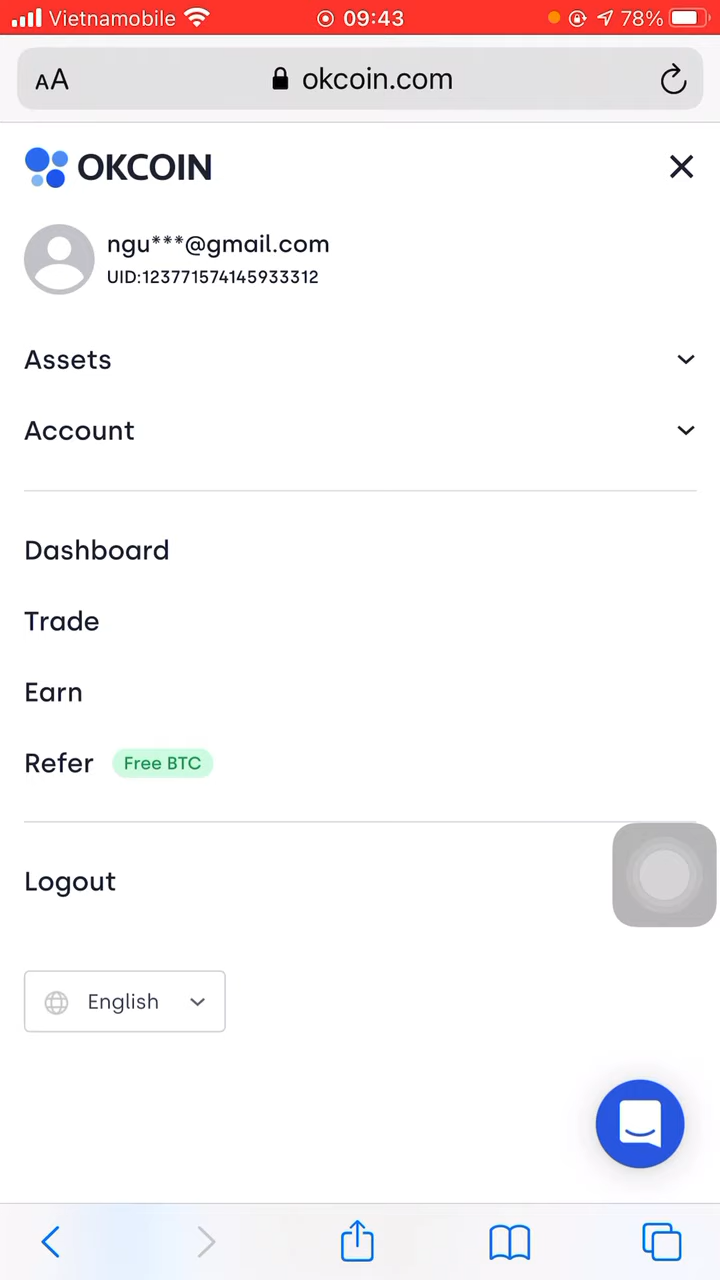 Vietnamobile 09:43 78%
AA okcoin.com
OKCOIN
ngu***@gmail.com
UID:123771574145933312
Assets
Account
Dashboard
Trade
Earn
Refer Free BTC
Logout
English